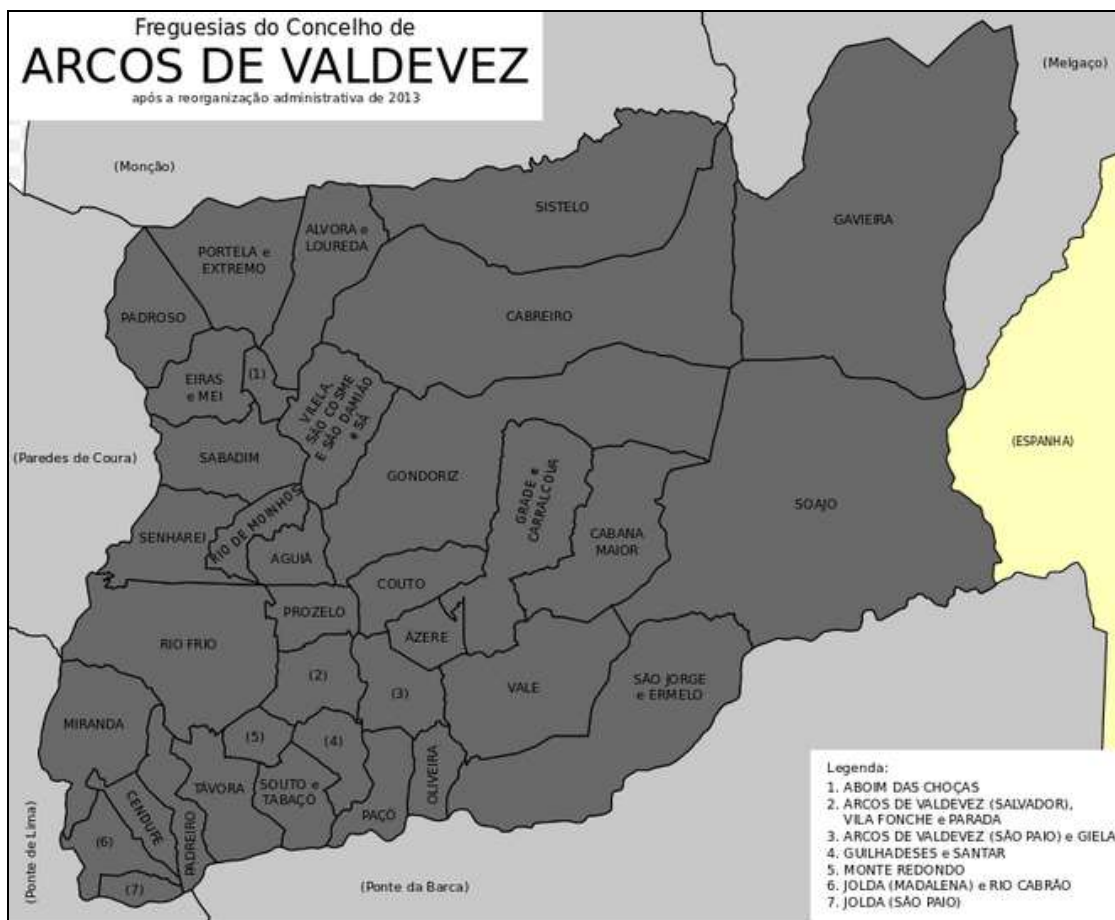 Freguesias do Concelho de
ARCOS DE VALDEVEZ
após a reorganização administrativa de 2013
(Melgaço)
(Monção)
SISTELO
GAVIEIRA
ALVORA e
LOUREDA
PORTELA e
EXTREMO
PADROSO
CABREIRO
EIRAS
e MEI
(1)
VILELA,
SÃO COSME
E SÃO DAMIÃO
e SÁ
(Paredes de Coura)
SABADIM
GONDORIZ
GRADE e
CARRALCOVA
SOAJO
(ESPANHA)
SENHAREI
RIO DE MOINHOS
AGUIÃ
CABANA
MAIOR
COUTO
PROZELO
ÁZERE
RIO FRIO
(2)
(3)
VALE
SÃO JORGE
e ERMELO
MIRANDA
(5)
(4)
TÁVORA
SOUTO e
TABAÇÔ
PAÇÔ
OLIVEIRA
CENDUFE
PADREIRO
(6)
(7)
(Ponte de Lima)
(Ponte da Barca)
Legenda:
1. ABOIM DAS CHOÇAS
2. ARCOS DE VALDEVEZ (SALVADOR),
VILA FONCHE e PARADA
3. ARCOS DE VALDEVEZ (SÃO PAIO) e GIELA
4. GUILHADESES e SANTAR
5. MONTE REDONDO
6. JOLDA (MADALENA) e RIO CABRÃO
7. JOLDA (SÃO PAIO)